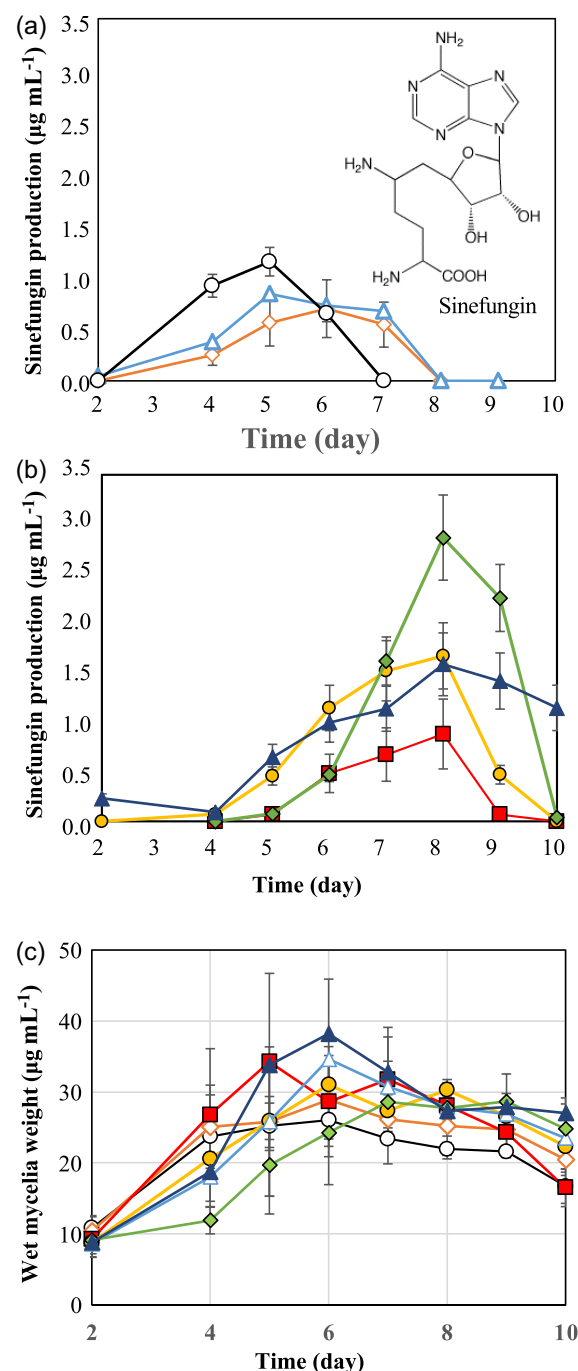 (a)
Sinefungin production (µg mL-1)
3.5
3.0
2.5
2.0
1.5
1.0
0.5
0.0
NH2
N
N
N
N
O
H2N
OH
OH
H2N
COOH
Sinefungin
2 3 4 5 6 7 8 9 10
Time (day)
(b)
Sinefungin production (µg mL-1)
3.5
3.0
2.5
2.0
1.5
1.0
0.5
0.0
2 3 4 5 6 7 8 9 10
Time (day)
(c)
Wet mycelia weight (µg mL-1)
50
40
30
20
10
0
2 4 6 8 10
Time (day)